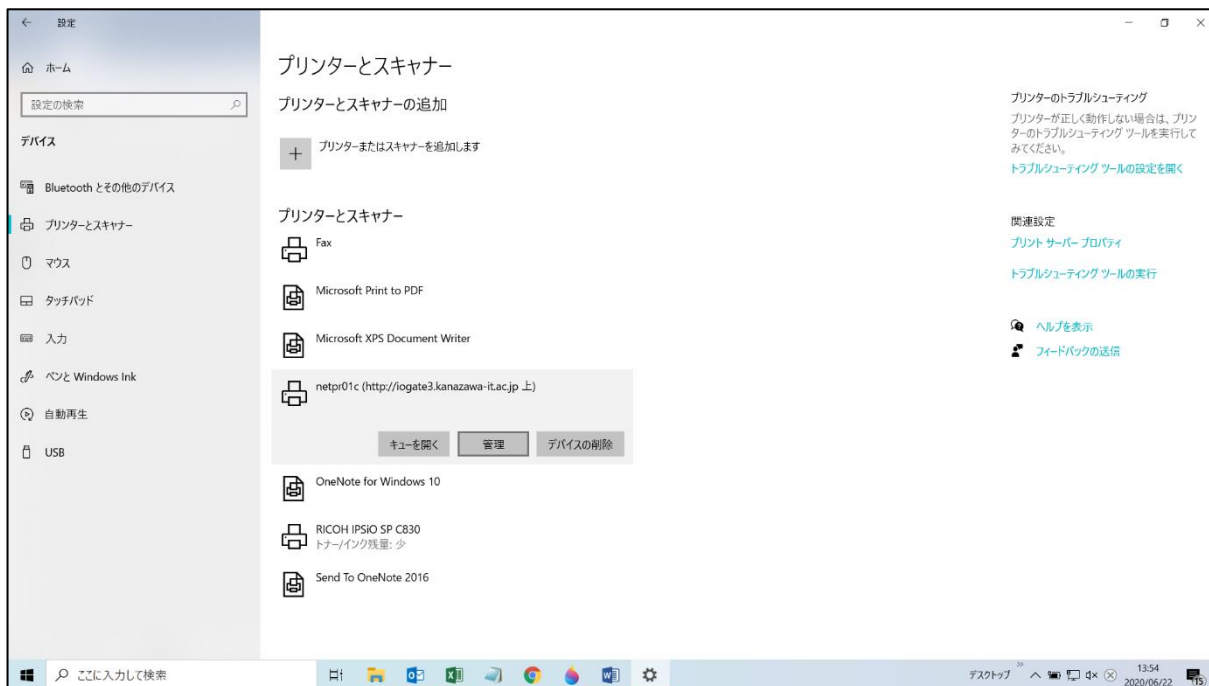 設定
ホーム
設定の検索
デバイス
Bluetooth とその他のデバイス
プリンターとスキャナー
マウス
タッチパッド
入力
ペンと Windows Ink
自動再生
USB
プリンターとスキャナー
プリンターとスキャナーの追加
プリンターまたはスキャナーを追加します
プリンターとスキャナー
Fax
Microsoft Print to PDF
Microsoft XPS Document Writer
netpr01c (http://iogate3.kanazawa-it.ac.jp 上)
キューを開く 管理 デバイスの削除
OneNote for Windows 10
RICOH IPSiO SP C830
トナー/インク残量: 少
Send To OneNote 2016
プリンターのトラブルシューティング
プリンターが正しく動作しない場合は、プリン
ターのトラブルシューティング ツールを実行して
みてください。
トラブルシューティング ツールの設定を開く
関連設定
プリント サーバー プロパティ
トラブルシューティング ツールの実行
ヘルプを表示
フィードバックの送信
ここに入力して検索
デスクトップ
13:54
2020/06/22
15